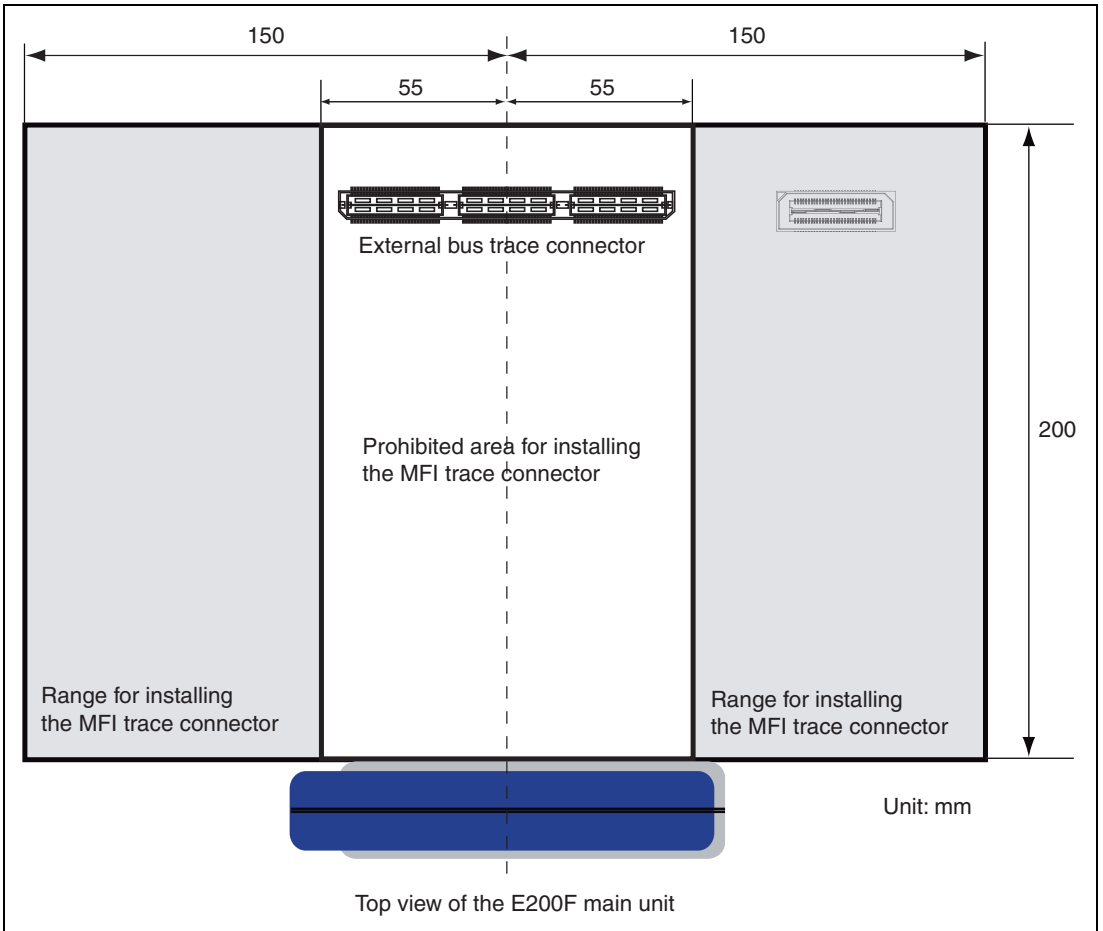 150
150
55
55
External bus trace connector
200
Prohibited area for installing
the MFI trace connector
Range for installing
the MFI trace connector
Range for installing
the MFI trace connector
Unit: mm
Top view of the E200F main unit